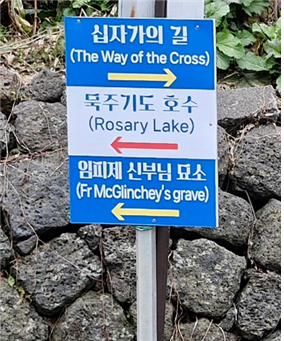 십자가의 길
(The Way of the Cross)
묵주기도 호수
(Rosary Lake)
임피제 신부님 묘소
(Fr McGlinchey's grave)